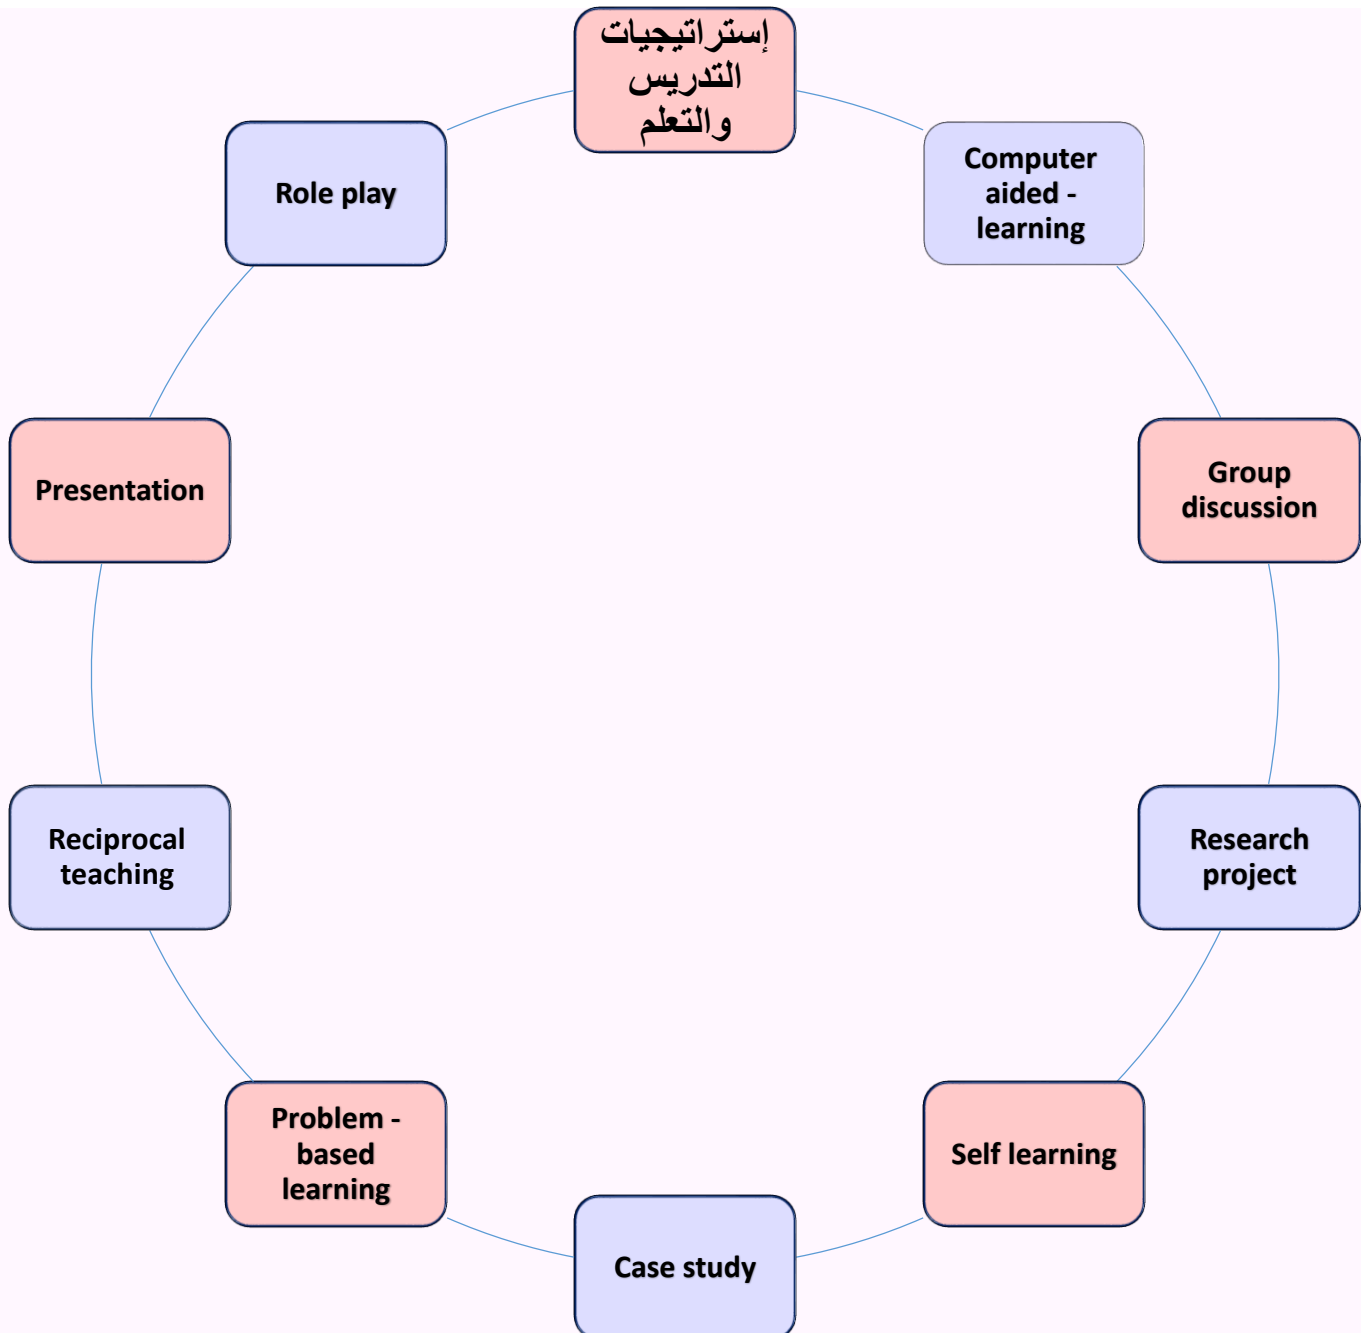 إستراتيجيات
التدريس
والتعلم
Computer
aided -
learning
Group
discussion
Research
project
Self learning
Case study
Problem -
based
learning
Reciprocal
teaching
Presentation
Role play